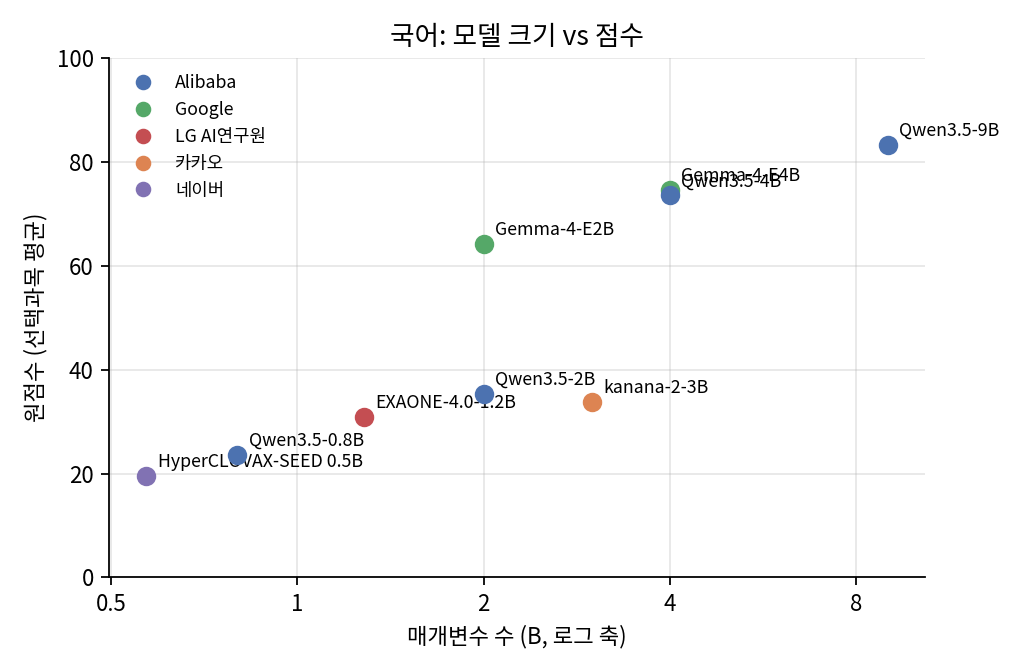 국어: 모델 크기 vs 점수
100
80
60
40
20
0
원점수 (선택과목 평균)
Alibaba
Google
LG AI연구원
카카오
네이버
Qwen3.5-9B
Gemma-4-E4B
Qwen3.5-4B
Gemma-4-E2B
Qwen3.5-2B
kanana-2-3B
EXAONE-4.0-1.2B
Qwen3.5-0.8B
HyperCLOVAX-SEED 0.5B
0.5 1 2 4 8
매개변수 수 (B, 로그 축)